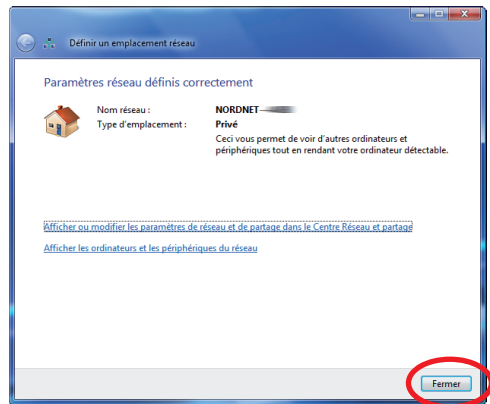 Définir un emplacement réseau
Paramètres réseau définis correctement
Nom réseau : NORDNET
Type d'emplacement : Privé
Ceci vous permet de voir d'autres ordinateurs et
périphériques tout en rendant votre ordinateur détectable.
Afficher ou modifier les paramètres de réseau et de partage dans le Centre Réseau et partage
Afficher les ordinateurs et les périphériques du réseau
Fermer